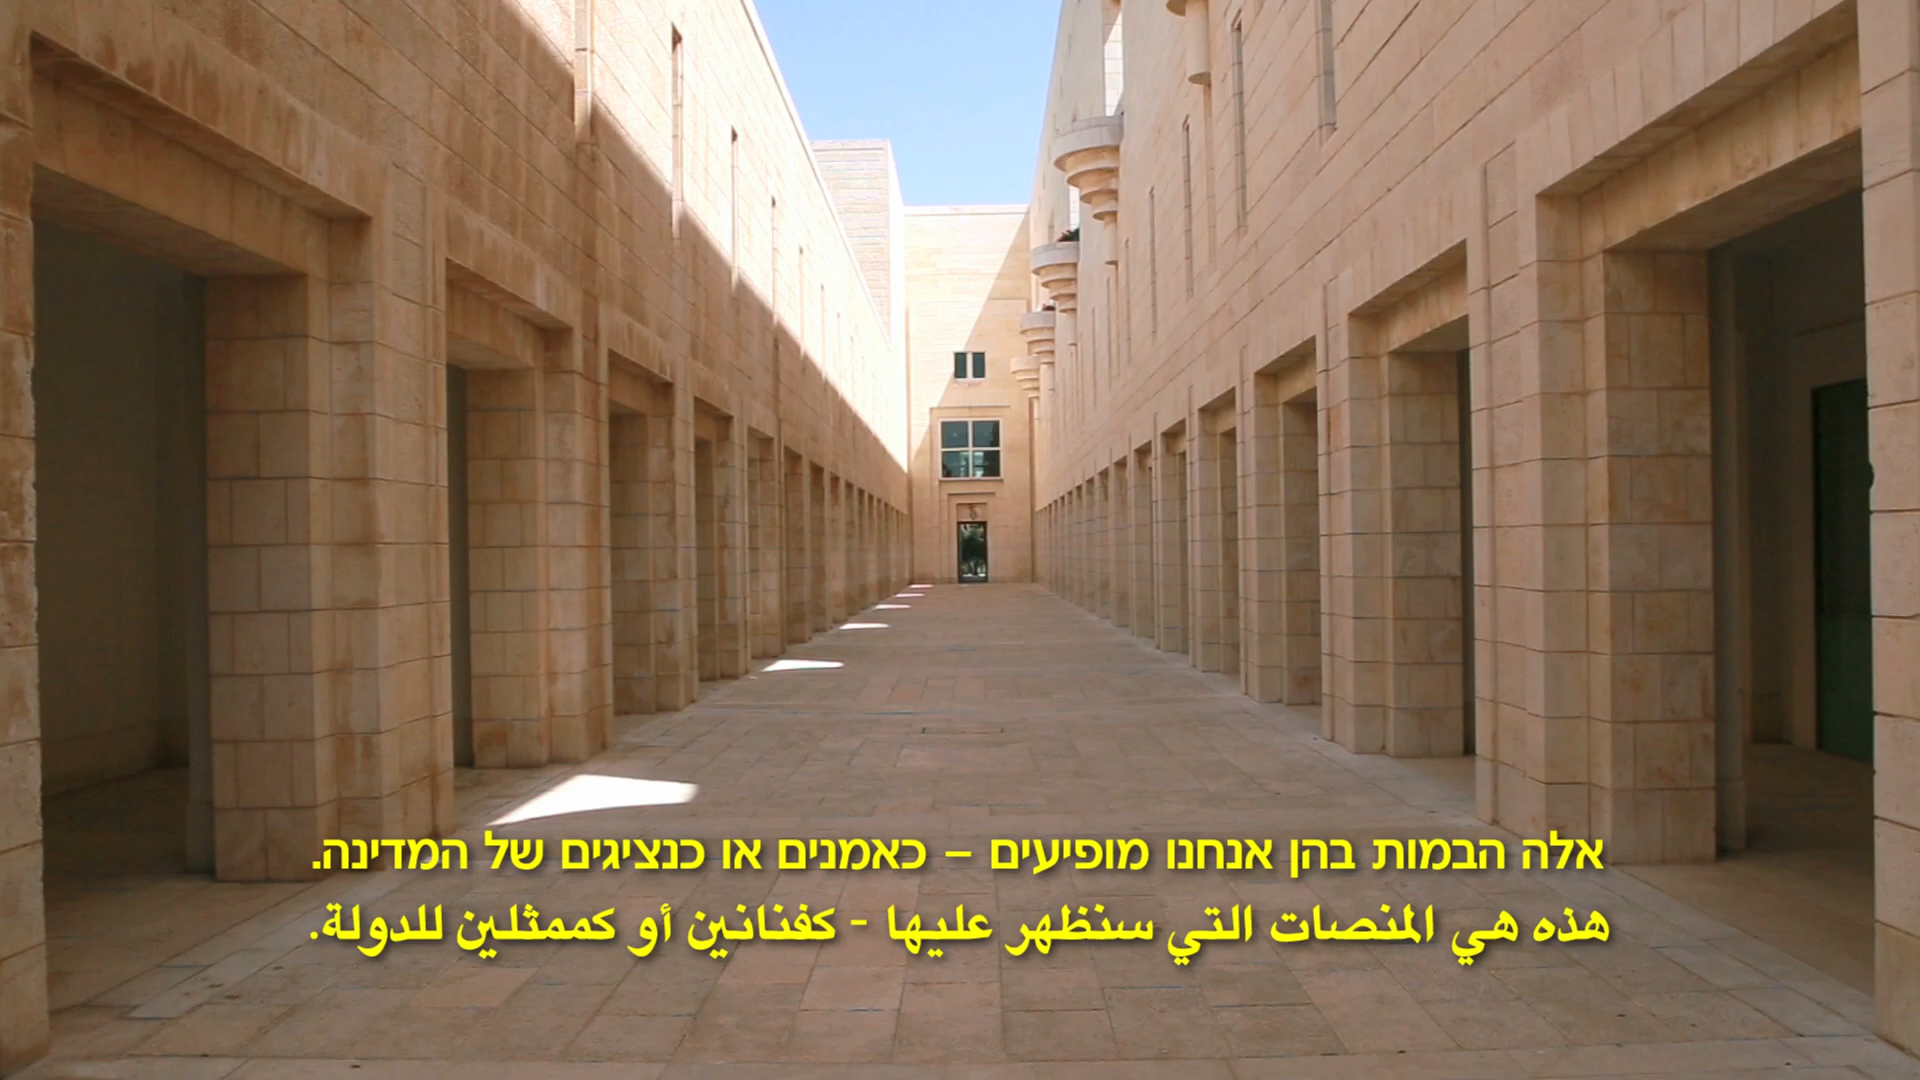 אלה הבמות בהן אנחנו מופיעים – כאמנים או כנציגים של המדינה.
هذه هي المنصات التي سنظهر عليها - كفنانين أو كممثلين للدولة.